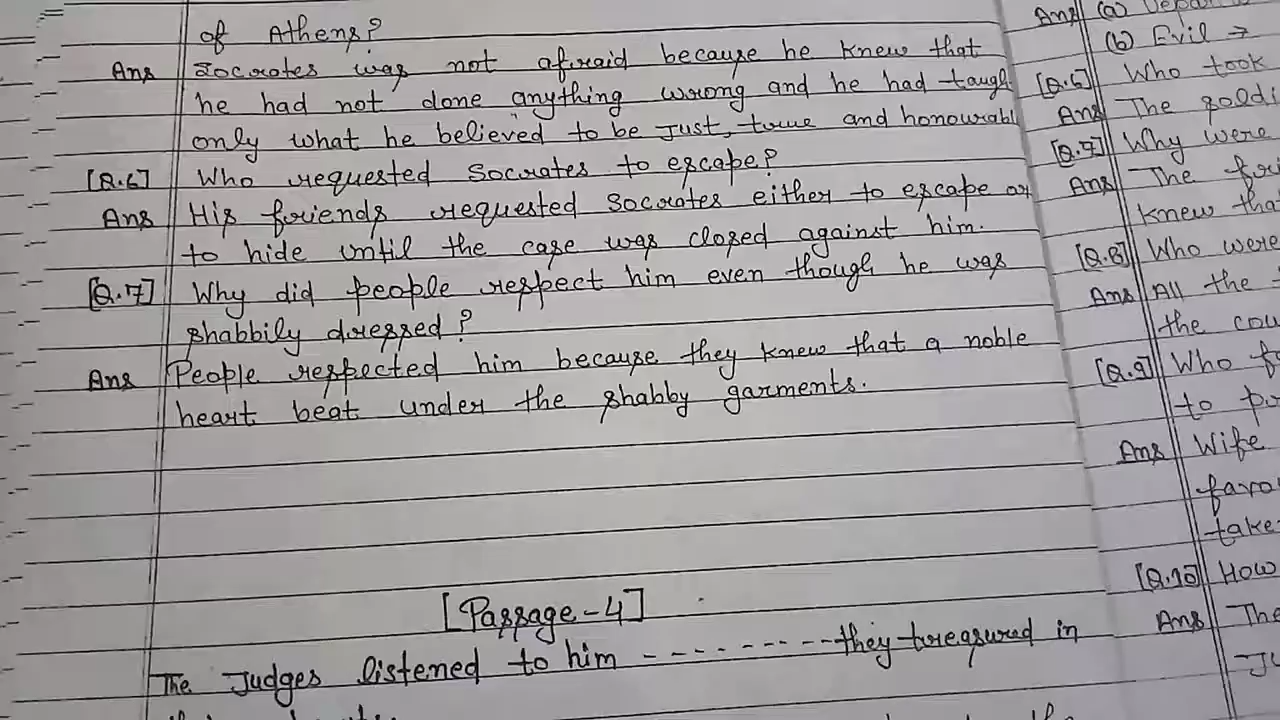 of Athens?
Ans Socrates was not afraid because he knew that
he had not done anything wrong and he had taugh
only what he believed to be just, true and honourabl
[Q.6] Who requested Socrates to escape?
Ans His friends requested Socrates either to escape or
to hide until the case was closed against him.
[Q.7] Why did people respect him even though he was
shabbily dressed?
Ans People respected him because they knew that a noble
heart beat under the shabby garments.
[Passage-4]
The Judges listened to him --------they treasured in
Ans (a)
(b) Evil →
[Q.6] Who took
Ans The soldi
[Q.7] Why were
Ans The fri
knew tha
[Q.8] Who were
Ans All the
the cou
[Q.9] Who f
to pu
Ans Wife
favo
take
[Q.10] How
Ans The
Ju